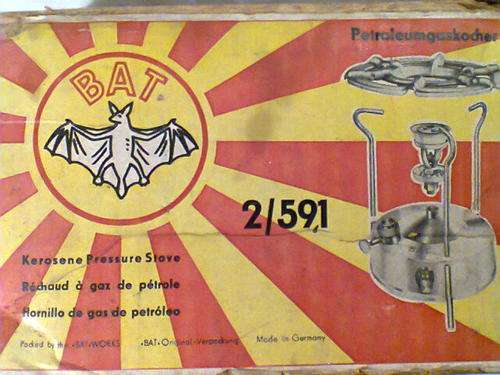 Petroleumgaskocher
BAT
2/591
Kerosene Pressure Stove
Réchaud à gaz de pétrole
Hornillo de gas de petróleo
Packed by the •BAT•WORKS •BAT•Original-Verpackung Made in Germany